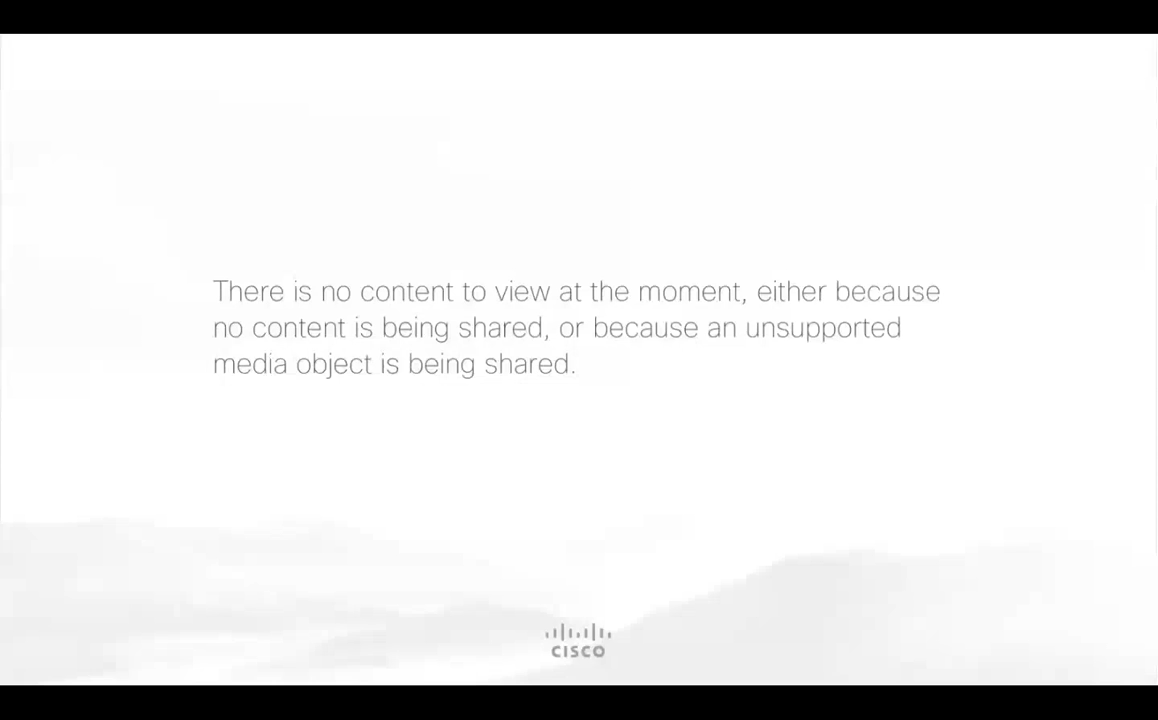 There is no content to view at the moment, either because
no content is being shared, or because an unsupported
media object is being shared.
CISCO